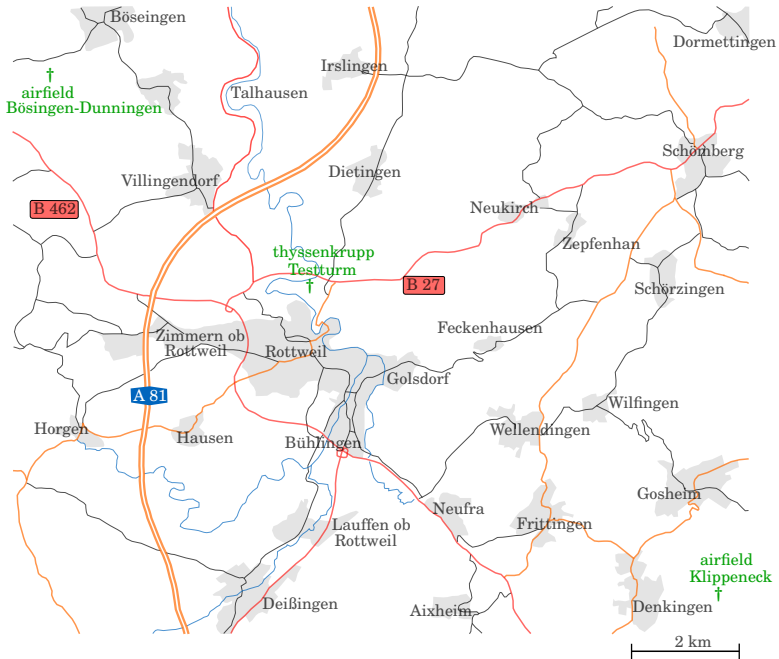 Böseingen
Dormettingen
Irslingen
airfield
Bösingen-Dunningen
Talhausen
Schömberg
Dietingen
Villingendorf
B 462
Neukirch
Zepfenhan
thyssenkrupp
Testturm
B 27
Schörzingen
Feckenhausen
Zimmern ob
Rottweil
Rottweil
Golsdorf
A 81
Wilfingen
Horgen
Hausen
Bühlingen
Wellendingen
Gosheim
Neufra
Lauffen ob
Rottweil
Frittingen
airfield
Klippeneck
Deißingen
Aixheim
Denkingen
2 km